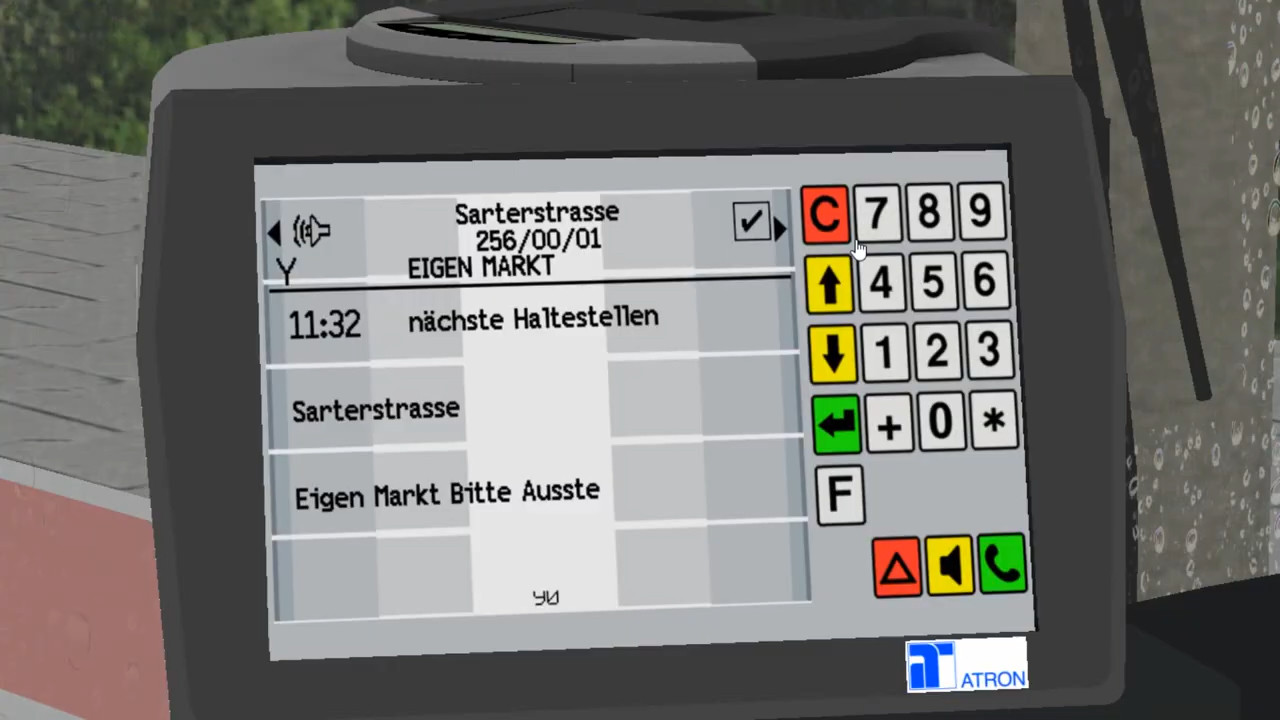 Sarterstrasse
256/00/01
Y EIGEN MARKT
11:32 nächste Haltestellen
Sarterstrasse
Eigen Markt Bitte Ausste
C 7 8 9
4 5 6
1 2 3
+ 0 *
F
ATRON